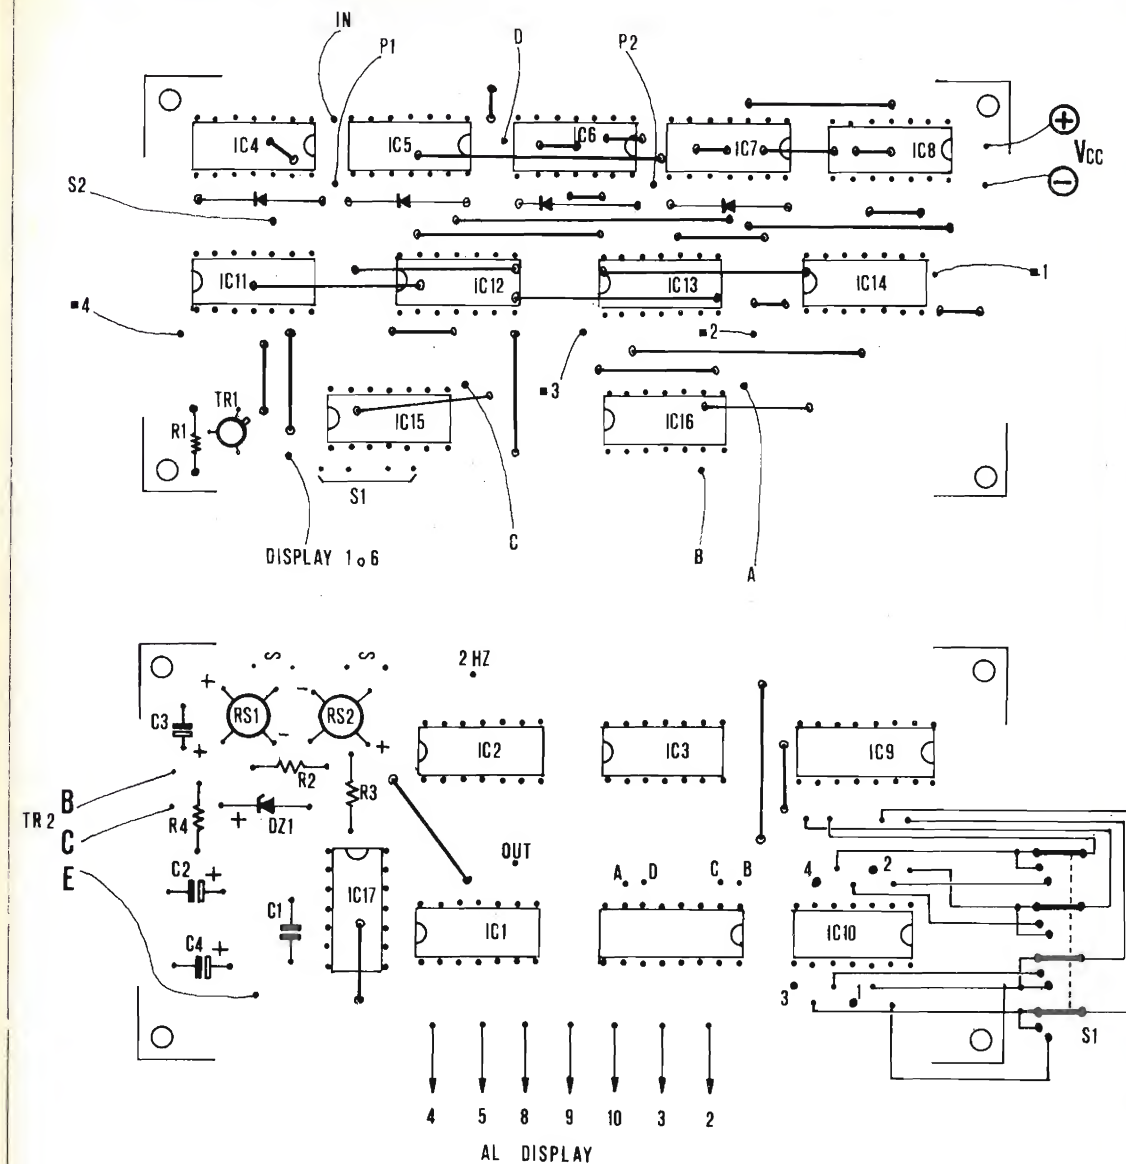 IN
P1
D
P2
+
Vcc
−
IC4
IC5
IC6
IC7
IC8
S2
IC11
IC12
IC13
IC14
■1
■4
■2
■3
TR1
R1
IC15
IC16
S1
C
B
A
DISPLAY 1 o 6
S
S
2 HZ
+
−
C3
RS1
RS2
+
−
+
IC2
IC3
IC9
R2
R3
TR2
B
C
E
R4
+
DZ1
OUT
A
D
C
B
4
2
C2
+
IC17
C1
IC1
IC10
C4
+
3
1
S1
4 5 8 9 10 3 2
AL DISPLAY